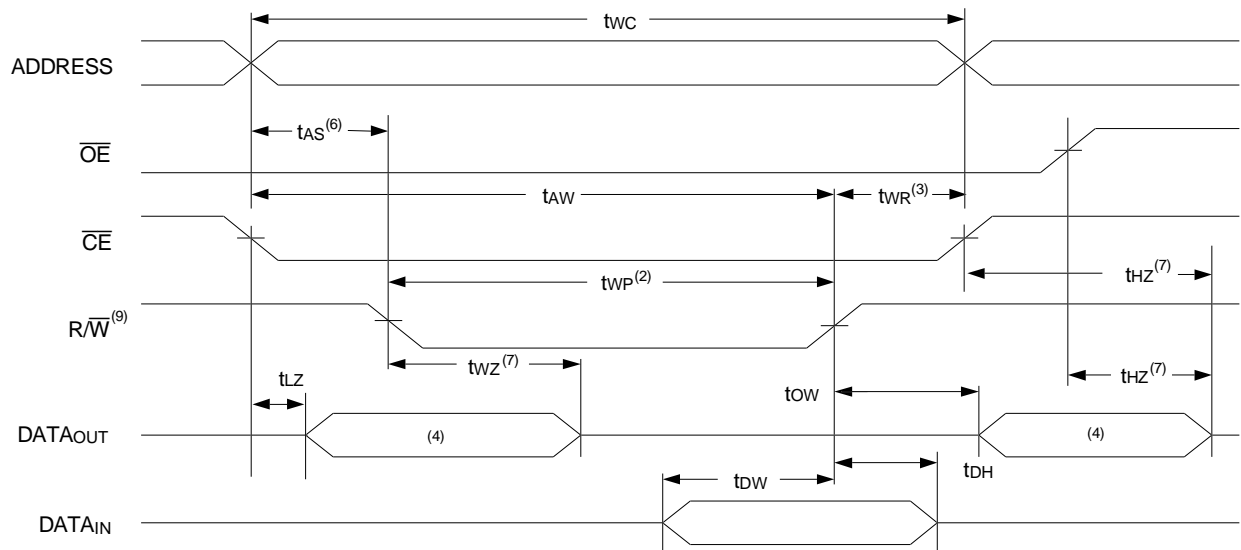 tWC
ADDRESS
tAS(6)
OE
tAW
tWR(3)
CE
tWP(2)
tHZ(7)
R/W(9)
tWZ(7)
tHZ(7)
tLZ
tOW
DATAOUT
(4)
(4)
tDH
tDW
DATAIN